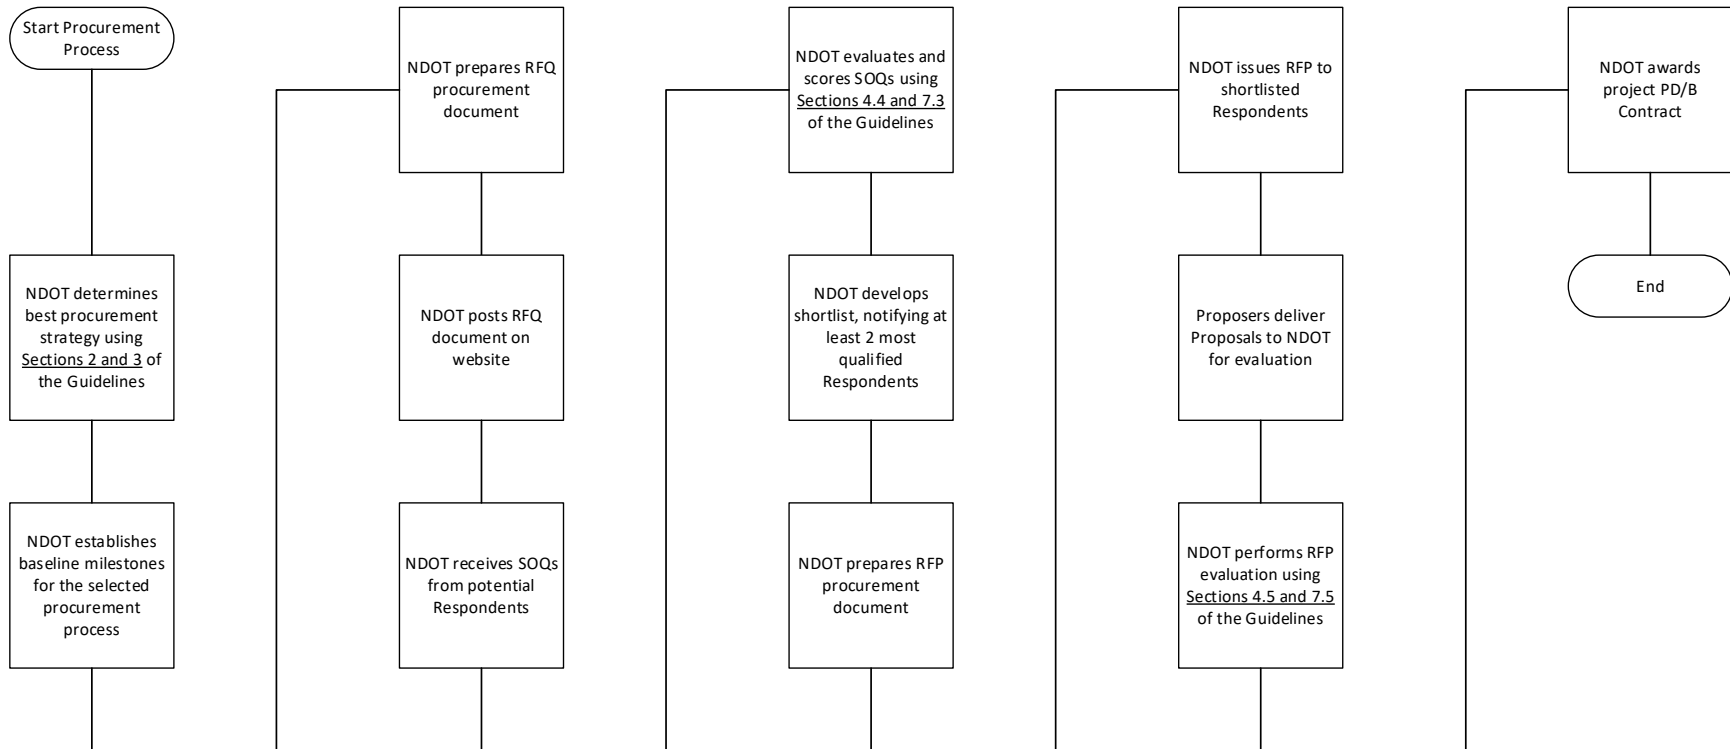 Start Procurement
Process
NDOT determines
best procurement
strategy using
Sections 2 and 3 of
the Guidelines
NDOT establishes
baseline milestones
for the selected
procurement
process
NDOT prepares RFQ
procurement
document
NDOT posts RFQ
document on
website
NDOT receives SOQs
from potential
Respondents
NDOT evaluates and
scores SOQs using
Sections 4.4 and 7.3
of the Guidelines
NDOT develops
shortlist, notifying at
least 2 most
qualified
Respondents
NDOT prepares RFP
procurement
document
NDOT issues RFP to
shortlisted
Respondents
Proposers deliver
Proposals to NDOT
for evaluation
NDOT performs RFP
evaluation using
Sections 4.5 and 7.5
of the Guidelines
NDOT awards
project PD/B
Contract
End